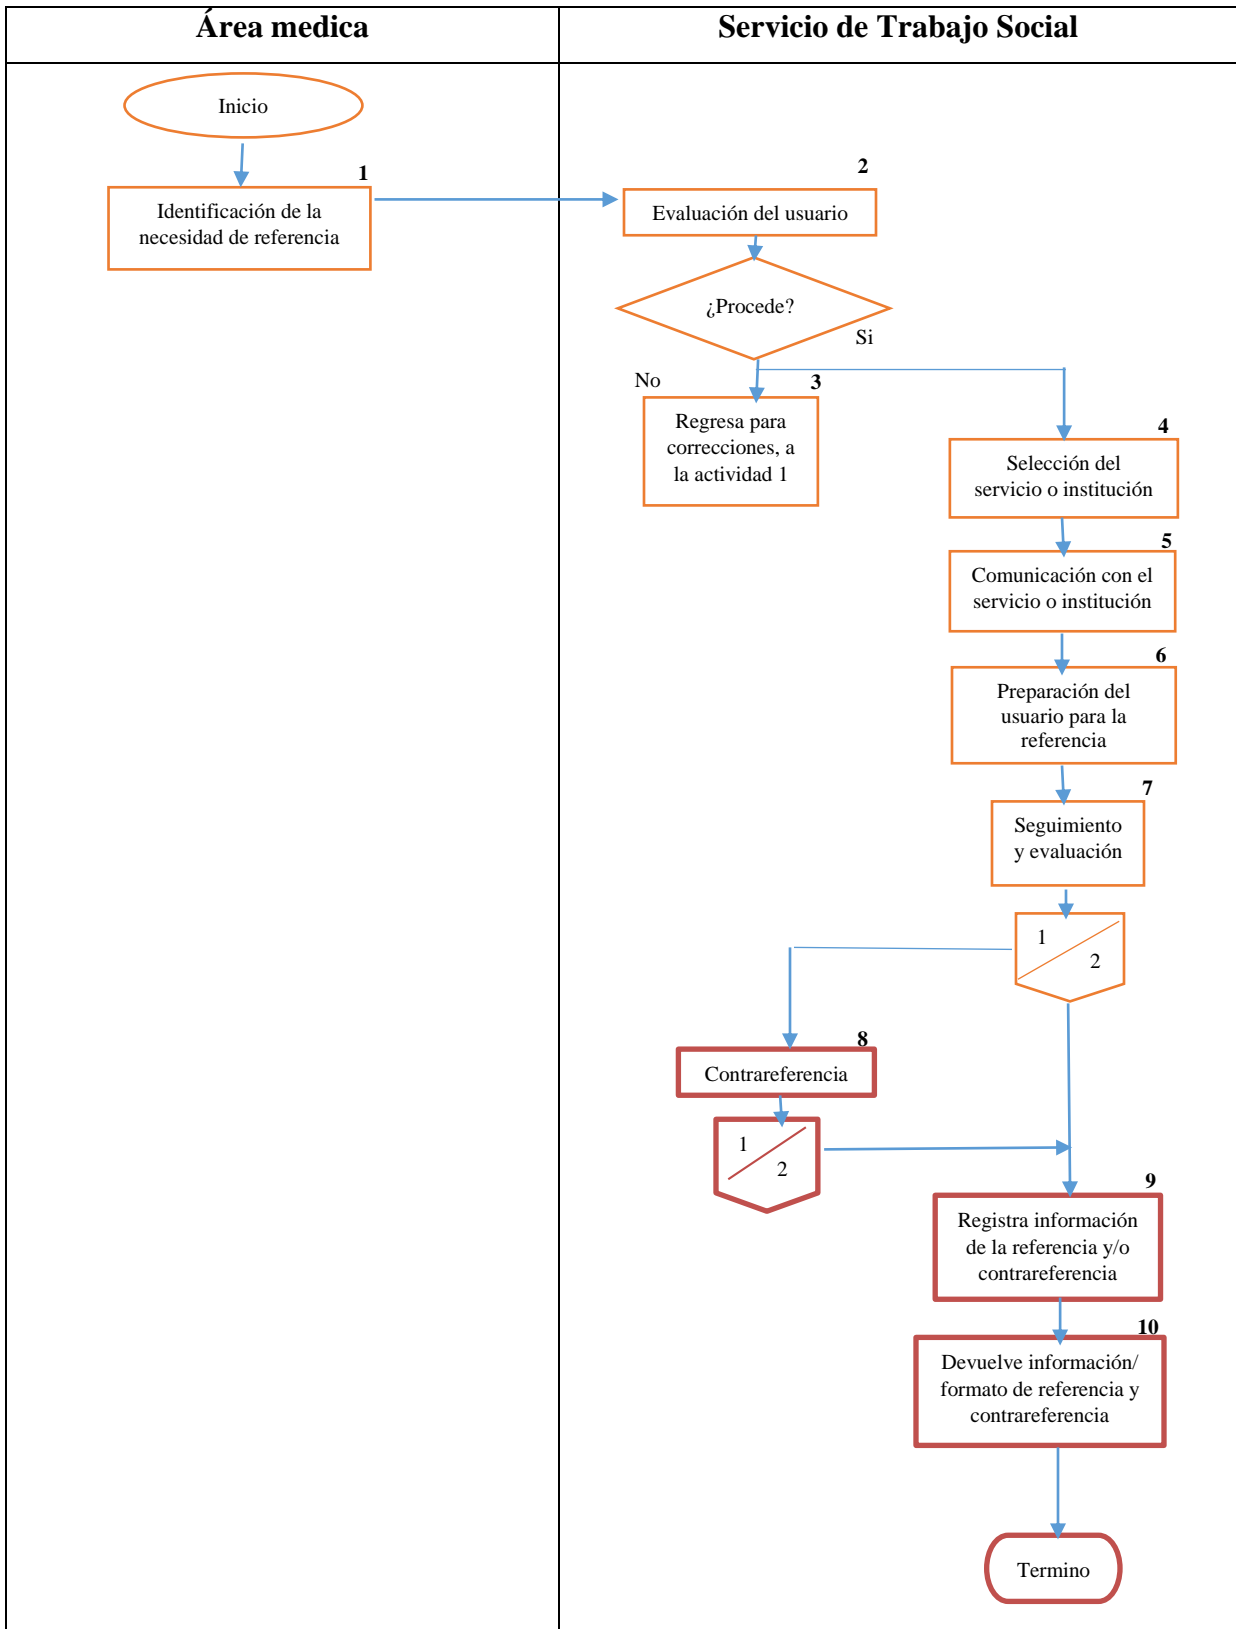 Área medica
Servicio de Trabajo Social
Inicio
1
Identificación de la
necesidad de referencia
2
Evaluación del usuario
¿Procede?
Si
No
3
Regresa para
correcciones, a
la actividad 1
4
Selección del
servicio o institución
5
Comunicación con el
servicio o institución
6
Preparación del
usuario para la
referencia
7
Seguimiento
y evaluación
1
2
8
Contrareferencia
1
2
9
Registra información
de la referencia y/o
contrareferencia
10
Devuelve información/
formato de referencia y
contrareferencia
Termino